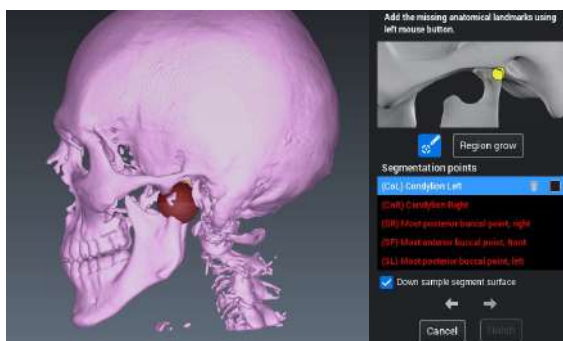 Add the missing anatomical landmarks using
left mouse button.
Region grow
Segmentation points
(CoL) Condylion Left
(CoR) Condylion Right
(SR) Most posterior buccal point, right
(SF) Most anterior buccal point, front
(SL) Most posterior buccal point, left
Down sample segment surface
Cancel
Finish